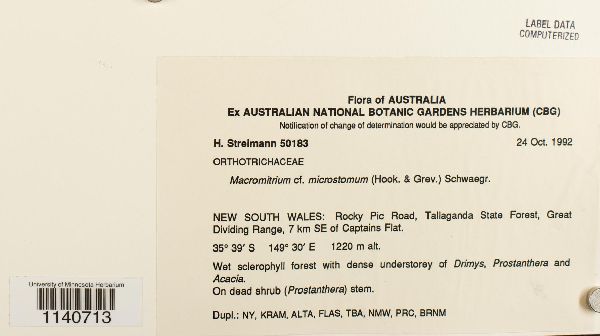 LABEL DATA
COMPUTERIZED
Flora of AUSTRALIA
Ex AUSTRALIAN NATIONAL BOTANIC GARDENS HERBARIUM (CBG)
Notification of change of determination would be appreciated by CBG.
H. Streimann 50183 24 Oct. 1992
ORTHOTRICHACEAE
Macromitrium cf. microstomum (Hook. & Grev.) Schwaegr.
NEW SOUTH WALES: Rocky Pic Road, Tallaganda State Forest, Great
Dividing Range, 7 km SE of Captains Flat.
35° 39′ S 149° 30′ E 1220 m alt.
Wet sclerophyll forest with dense understorey of Drimys, Prostanthera and
Acacia.
On dead shrub (Prostanthera) stem.
Dupl.: NY, KRAM, ALTA, FLAS, TBA, NMW, PRC, BRNM
University of Minnesota Herbarium
1140713